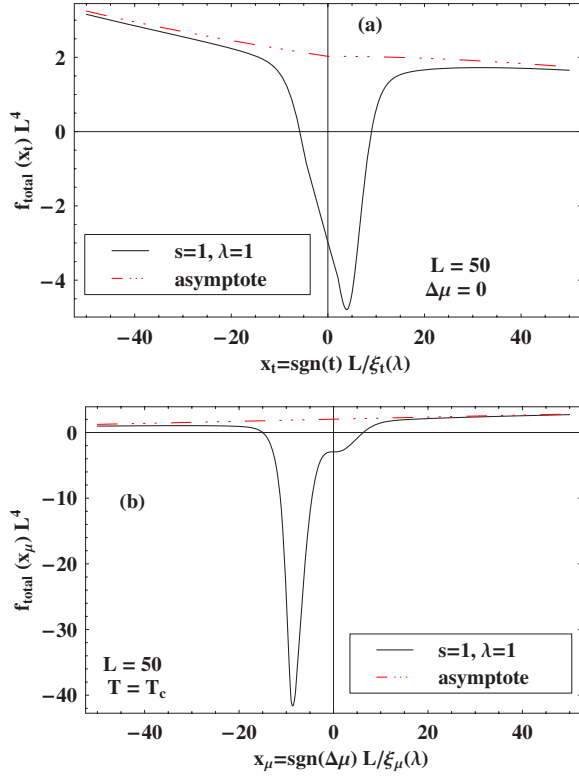 (a)
2
0
−2
−4
f_total (x_t) L^4
s=1, λ=1
asymptote
L = 50
Δμ = 0
−40 −20 0 20 40
x_t=sgn(t) L/ξ_t(λ)
0
−10
−20
−30
−40
f_total (x_μ) L^4
(b)
L = 50
T = T_c
s=1, λ=1
asymptote
−40 −20 0 20 40
x_μ=sgn(Δμ) L/ξ_μ(λ)